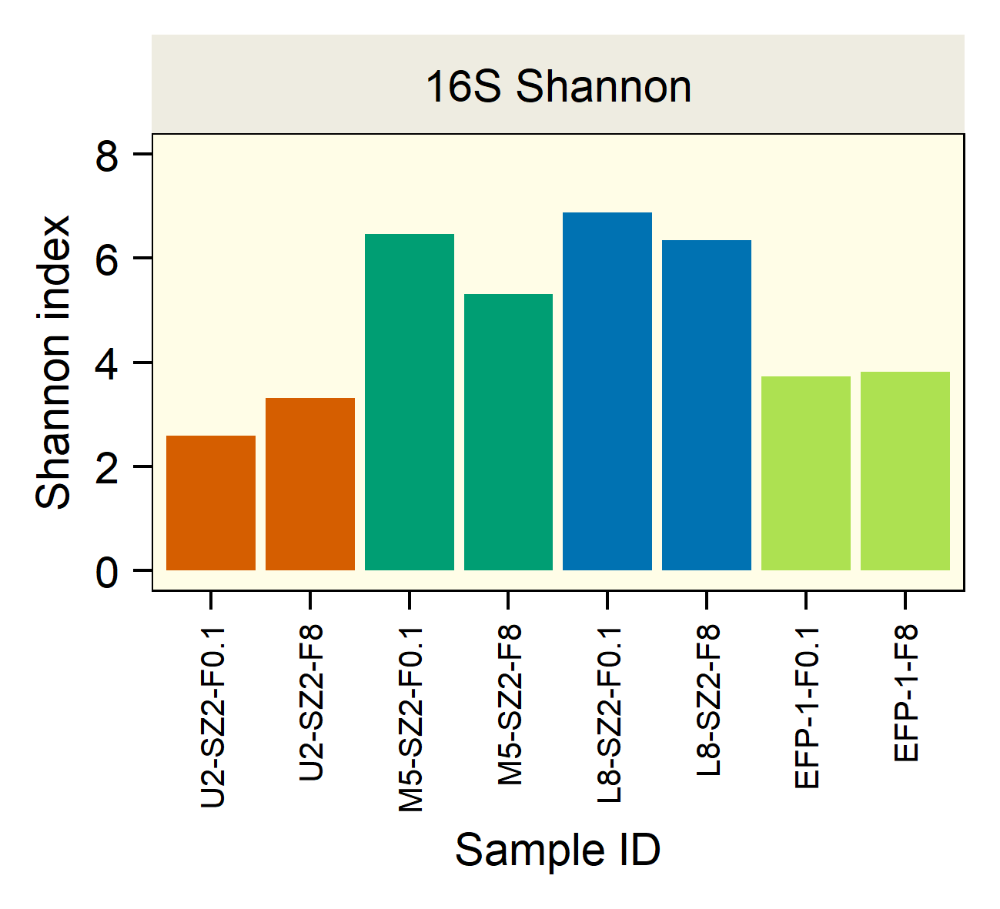 16S Shannon
Shannon index
8
6
4
2
0
U2-SZ2-F0.1
U2-SZ2-F8
M5-SZ2-F0.1
M5-SZ2-F8
L8-SZ2-F0.1
L8-SZ2-F8
EFP-1-F0.1
EFP-1-F8
Sample ID